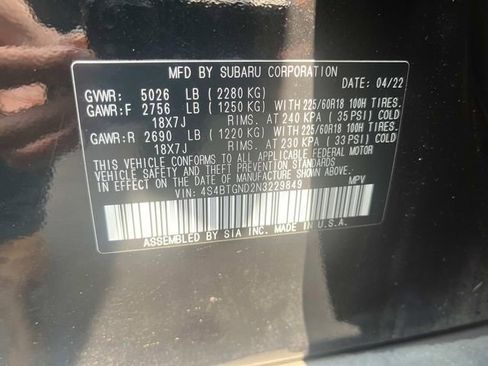 MFD BY SUBARU CORPORATION
DATE: 04/22
GVWR: 5026 LB (2280 KG)
GAWR:F 2756 LB (1250 KG) WITH 225/60R18 100H TIRES.
18X7J RIMS. AT 240 KPA (35 PSI) COLD
GAWR:R 2690 LB (1220 KG) WITH 225/60R18 100H TIRES.
18X7J RIMS. AT 230 KPA (33 PSI) COLD
THIS VEHICLE CONFORMS TO ALL APPLICABLE FEDERAL MOTOR
VEHICLE SAFETY AND THEFT PREVENTION STANDARDS
IN EFFECT ON THE DATE OF MANUFACTURE SHOWN ABOVE.
VIN: 4S4BTGND2N3229849 MPV
ASSEMBLED BY SIA INC. MADE IN U.S.A.